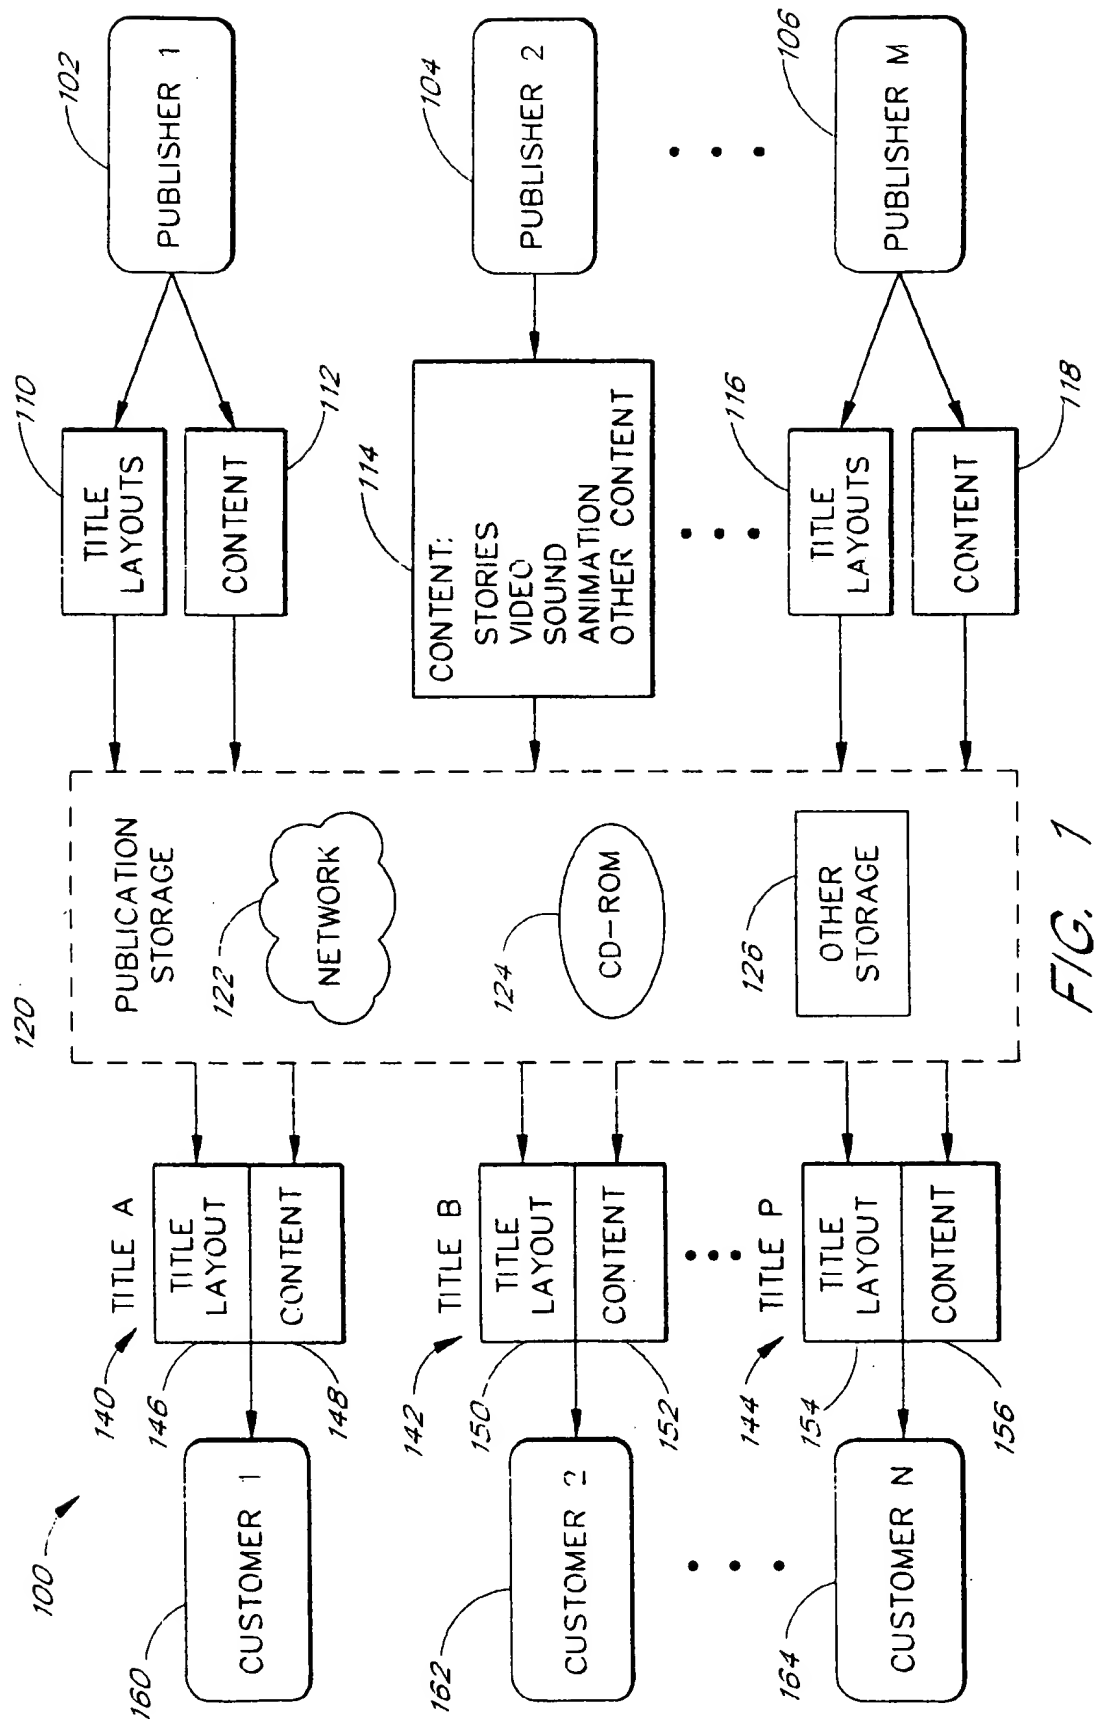 100
160
CUSTOMER 1
162
CUSTOMER 2
164
CUSTOMER N
140
TITLE A
146
TITLE
LAYOUT
CONTENT
148
142
TITLE B
150
TITLE
LAYOUT
CONTENT
152
144
TITLE P
154
TITLE
LAYOUT
CONTENT
156
120
PUBLICATION
STORAGE
122
NETWORK
124
CD-ROM
126
OTHER
STORAGE
110
TITLE
LAYOUTS
CONTENT
112
114
CONTENT:
STORIES
VIDEO
SOUND
ANIMATION
OTHER CONTENT
116
TITLE
LAYOUTS
CONTENT
118
102
PUBLISHER 1
104
PUBLISHER 2
106
PUBLISHER M
FIG. 1